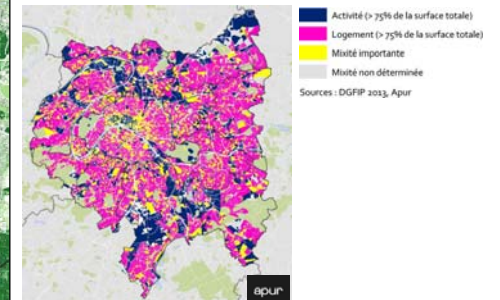 Activité (> 75% de la surface totale)
Logement (> 75% de la surface totale)
Mixité importante
Mixité non déterminée
Sources : DGFIP 2013, Apur
apur